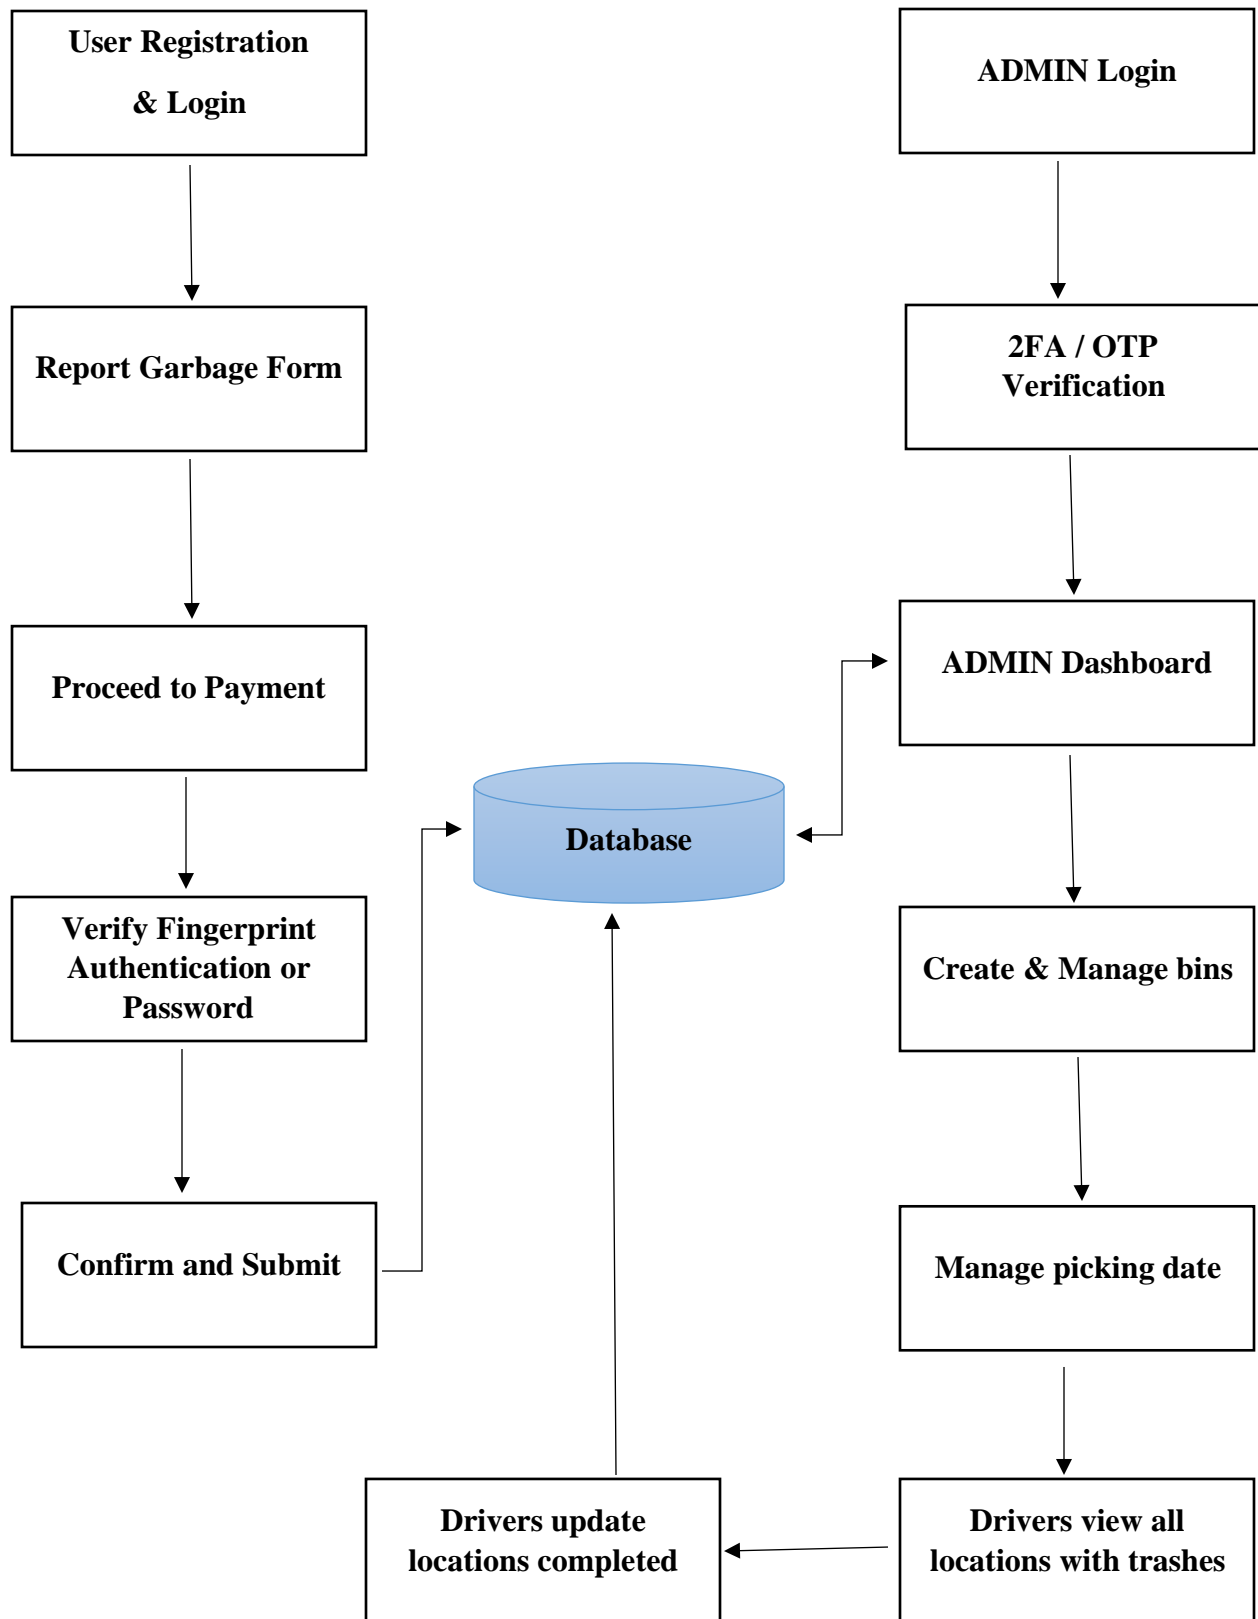 User Registration
& Login
ADMIN Login
Report Garbage Form
2FA / OTP
Verification
Proceed to Payment
ADMIN Dashboard
Database
Verify Fingerprint
Authentication or
Password
Create & Manage bins
Confirm and Submit
Manage picking date
Drivers update
locations completed
Drivers view all
locations with trashes